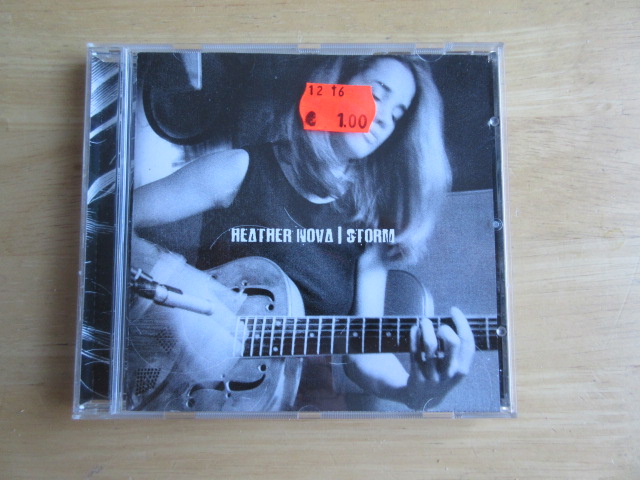 12 16
€ 1.00
HEATHER NOVA | STORM